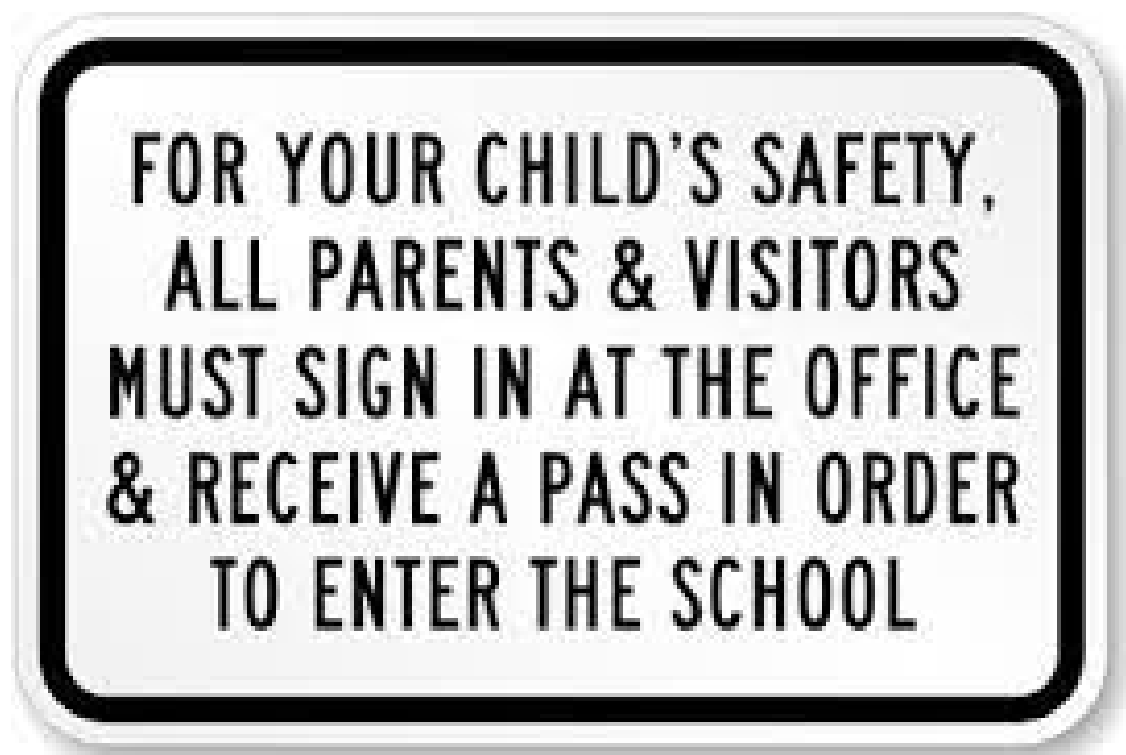 FOR YOUR CHILD'S SAFETY,
ALL PARENTS & VISITORS
MUST SIGN IN AT THE OFFICE
& RECEIVE A PASS IN ORDER
TO ENTER THE SCHOOL